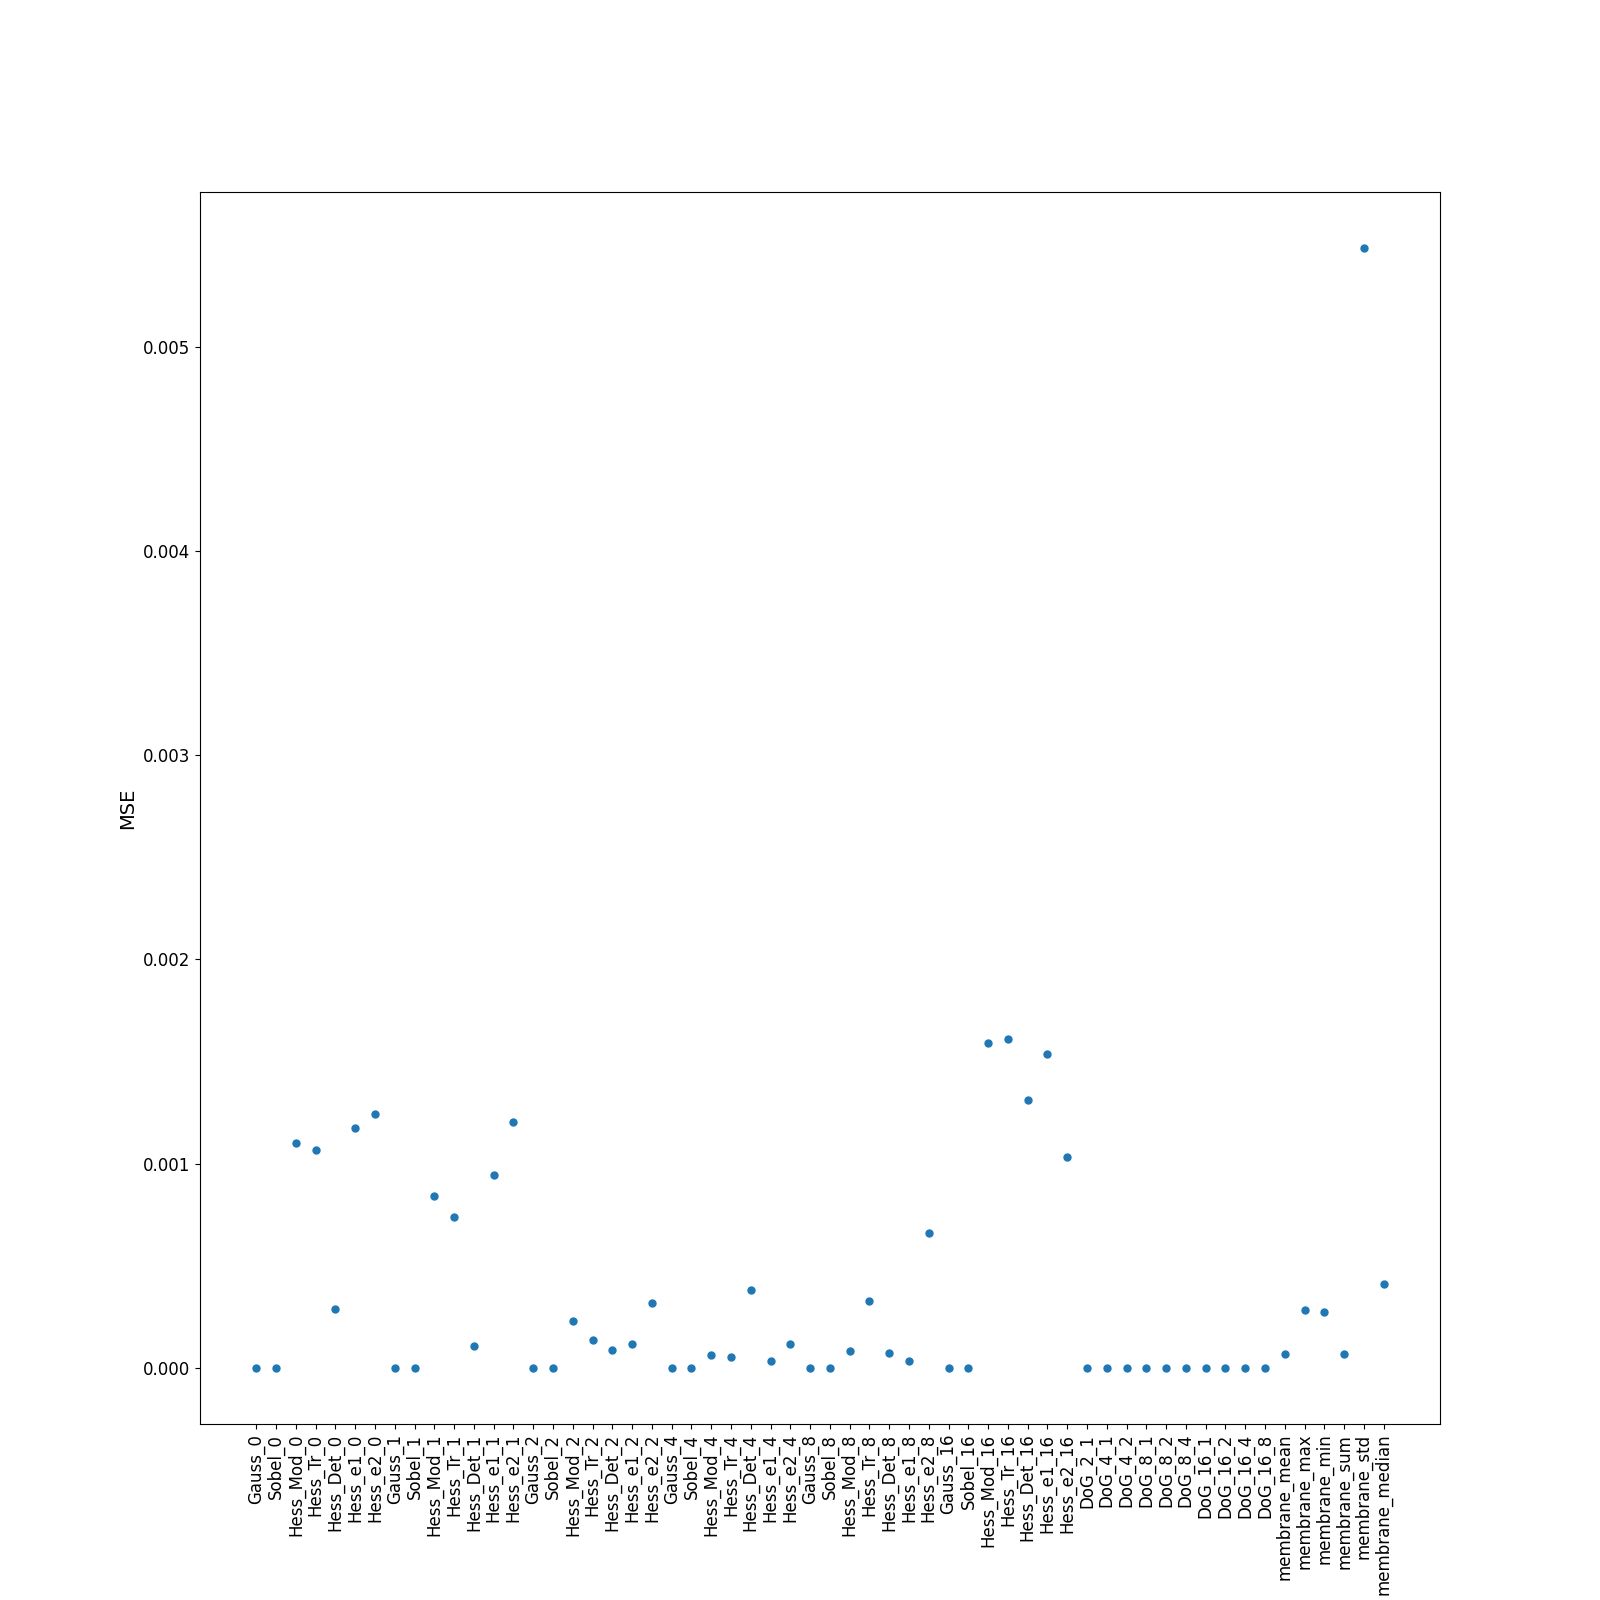 0.005
0.004
0.003
0.002
0.001
0.000
MSE
Gauss_0
Sobel_0
Hess_Mod_0
Hess_Tr_0
Hess_Det_0
Hess_e1_0
Hess_e2_0
Gauss_1
Sobel_1
Hess_Mod_1
Hess_Tr_1
Hess_Det_1
Hess_e1_1
Hess_e2_1
Gauss_2
Sobel_2
Hess_Mod_2
Hess_Tr_2
Hess_Det_2
Hess_e1_2
Hess_e2_2
Gauss_4
Sobel_4
Hess_Mod_4
Hess_Tr_4
Hess_Det_4
Hess_e1_4
Hess_e2_4
Gauss_8
Sobel_8
Hess_Mod_8
Hess_Tr_8
Hess_Det_8
Hess_e1_8
Hess_e2_8
Gauss_16
Sobel_16
Hess_Mod_16
Hess_Tr_16
Hess_Det_16
Hess_e1_16
Hess_e2_16
DoG_2_1
DoG_4_1
DoG_4_2
DoG_8_1
DoG_8_2
DoG_8_4
DoG_16_1
DoG_16_2
DoG_16_4
DoG_16_8
membrane_mean
membrane_max
membrane_min
membrane_sum
membrane_std
membrane_median